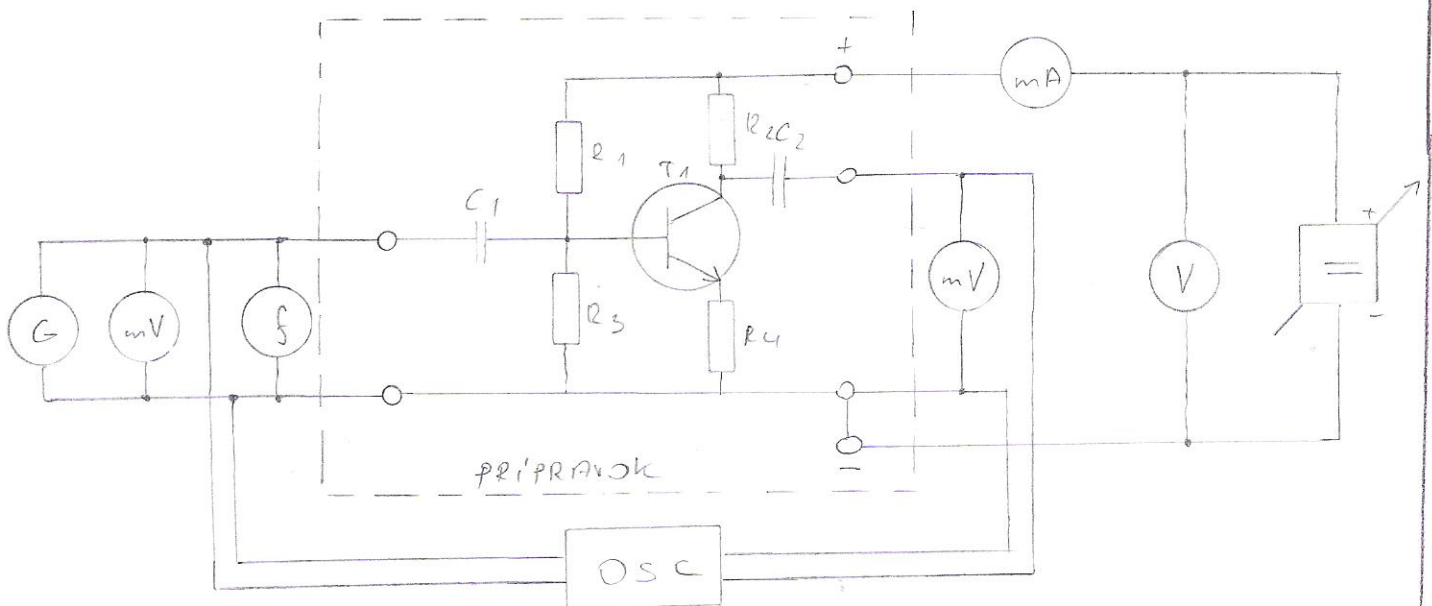 +
mA
R1
R2
C2
T1
C1
+
G
mV
f
R3
R4
mV
V
=
-
-
PRÍPRAVOK
OSC